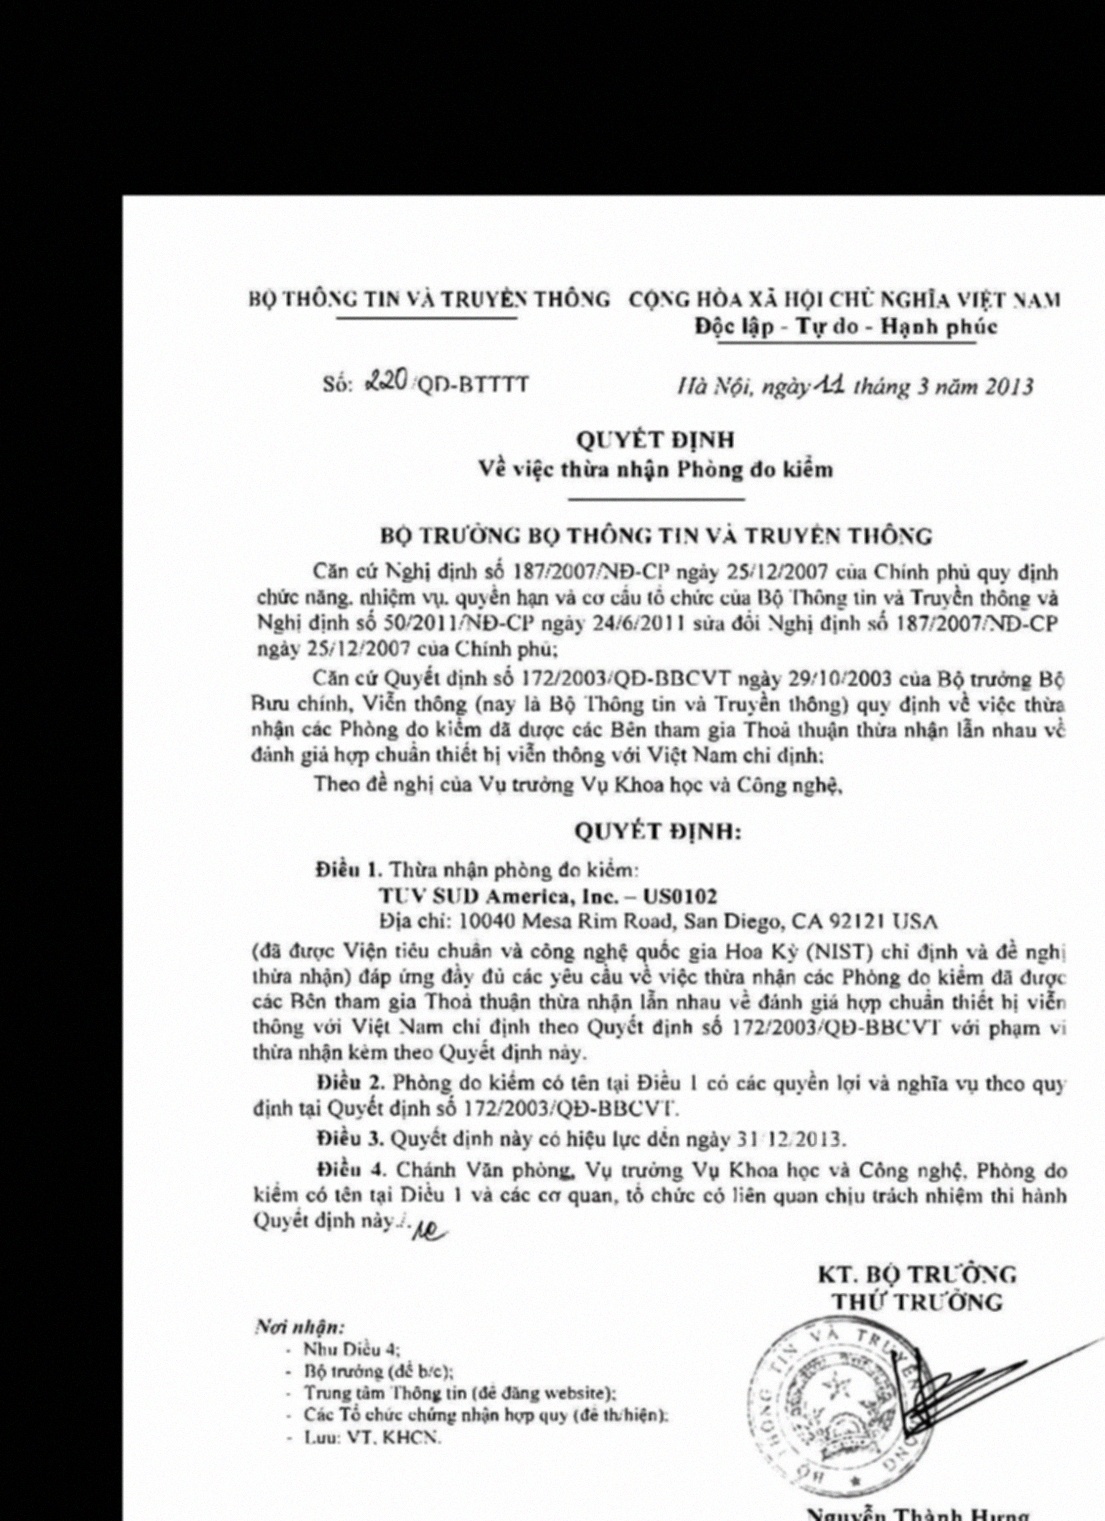 BỘ THÔNG TIN VÀ TRUYỀN THÔNG CỘNG HÒA XÃ HỘI CHỦ NGHĨA VIỆT NAM
Độc lập - Tự do - Hạnh phúc
Số: 220/QĐ-BTTTT Hà Nội, ngày 11 tháng 3 năm 2013
QUYẾT ĐỊNH
Về việc thừa nhận Phòng đo kiểm
BỘ TRƯỞNG BỘ THÔNG TIN VÀ TRUYỀN THÔNG
Căn cứ Nghị định số 187/2007/NĐ-CP ngày 25/12/2007 của Chính phủ quy định
chức năng, nhiệm vụ, quyền hạn và cơ cấu tổ chức của Bộ Thông tin và Truyền thông và
Nghị định số 50/2011/NĐ-CP ngày 24/6/2011 sửa đổi Nghị định số 187/2007/NĐ-CP
ngày 25/12/2007 của Chính phủ;
Căn cứ Quyết định số 172/2003/QĐ-BBCVT ngày 29/10/2003 của Bộ trưởng Bộ
Bưu chính, Viễn thông (nay là Bộ Thông tin và Truyền thông) quy định về việc thừa
nhận các Phòng đo kiểm đã được các Bên tham gia Thoả thuận thừa nhận lẫn nhau về
đánh giá hợp chuẩn thiết bị viễn thông với Việt Nam chỉ định;
Theo đề nghị của Vụ trưởng Vụ Khoa học và Công nghệ,
QUYẾT ĐỊNH:
Điều 1. Thừa nhận phòng đo kiểm:
TUV SUD America, Inc. – US0102
Địa chỉ: 10040 Mesa Rim Road, San Diego, CA 92121 USA
(đã được Viện tiêu chuẩn và công nghệ quốc gia Hoa Kỳ (NIST) chỉ định và đề nghị
thừa nhận) đáp ứng đầy đủ các yêu cầu về việc thừa nhận các Phòng đo kiểm đã được
các Bên tham gia Thoả thuận thừa nhận lẫn nhau về đánh giá hợp chuẩn thiết bị viễn
thông với Việt Nam chỉ định theo Quyết định số 172/2003/QĐ-BBCVT với phạm vi
thừa nhận kèm theo Quyết định này.
Điều 2. Phòng đo kiểm có tên tại Điều 1 có các quyền lợi và nghĩa vụ theo quy
định tại Quyết định số 172/2003/QĐ-BBCVT.
Điều 3. Quyết định này có hiệu lực đến ngày 31/12/2013.
Điều 4. Chánh Văn phòng, Vụ trưởng Vụ Khoa học và Công nghệ, Phòng đo
kiểm có tên tại Điều 1 và các cơ quan, tổ chức có liên quan chịu trách nhiệm thi hành
Quyết định này./.
KT. BỘ TRƯỞNG
THỨ TRƯỞNG
Nơi nhận:
- Như Điều 4;
- Bộ trưởng (để b/c);
- Trung tâm Thông tin (để đăng website);
- Các Tổ chức chứng nhận hợp quy (để th/hiện);
- Lưu: VT, KHCN.
BỘ THÔNG TIN VÀ TRUYỀN THÔNG
Nguyễn Thành Hưng